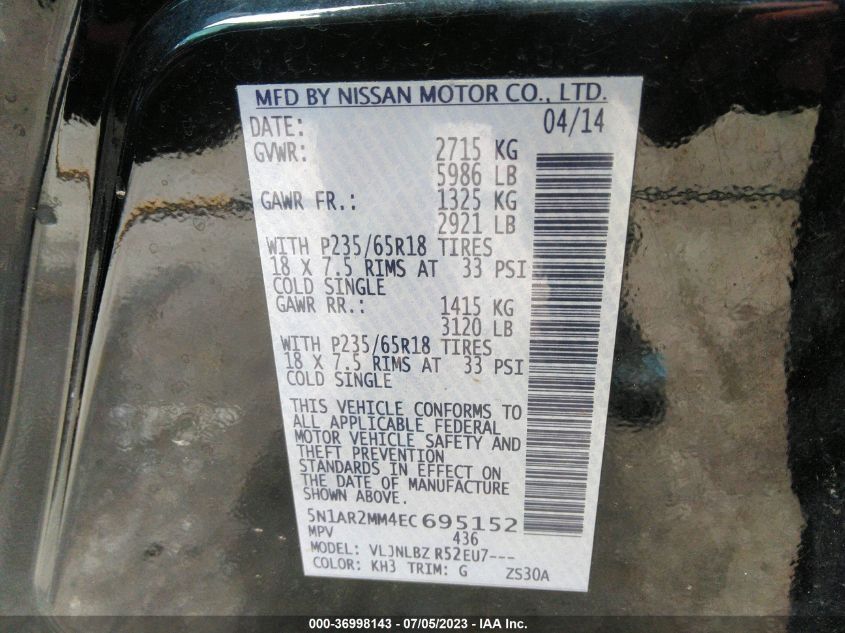 MFD BY NISSAN MOTOR CO., LTD.
DATE: 04/14
GVWR: 2715 KG
5986 LB
GAWR FR.: 1325 KG
2921 LB
WITH P235/65R18 TIRES
18 X 7.5 RIMS AT 33 PSI
COLD SINGLE
GAWR RR.: 1415 KG
3120 LB
WITH P235/65R18 TIRES
18 X 7.5 RIMS AT 33 PSI
COLD SINGLE
THIS VEHICLE CONFORMS TO
ALL APPLICABLE FEDERAL
MOTOR VEHICLE SAFETY AND
THEFT PREVENTION
STANDARDS IN EFFECT ON
THE DATE OF MANUFACTURE
SHOWN ABOVE.
5N1AR2MM4EC695152
MPV 436
MODEL: VLJNLBZ R52EU7---
COLOR: KH3 TRIM: G ZS30A
000-36998143 - 07/05/2023 - IAA Inc.